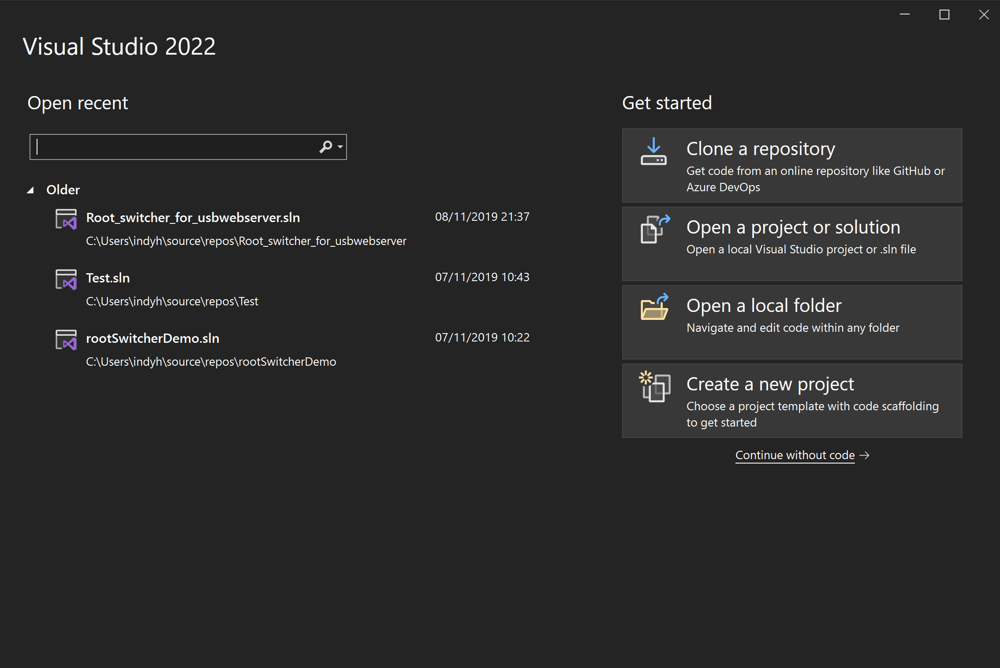 Visual Studio 2022
Open recent
Older
Root_switcher_for_usbwebserver.sln
08/11/2019 21:37
C:\Users\indyh\source\repos\Root_switcher_for_usbwebserver
Test.sln
07/11/2019 10:43
C:\Users\indyh\source\repos\Test
rootSwitcherDemo.sln
07/11/2019 10:22
C:\Users\indyh\source\repos\rootSwitcherDemo
Get started
Clone a repository
Get code from an online repository like GitHub or
Azure DevOps
Open a project or solution
Open a local Visual Studio project or .sln file
Open a local folder
Navigate and edit code within any folder
Create a new project
Choose a project template with code scaffolding
to get started
Continue without code →